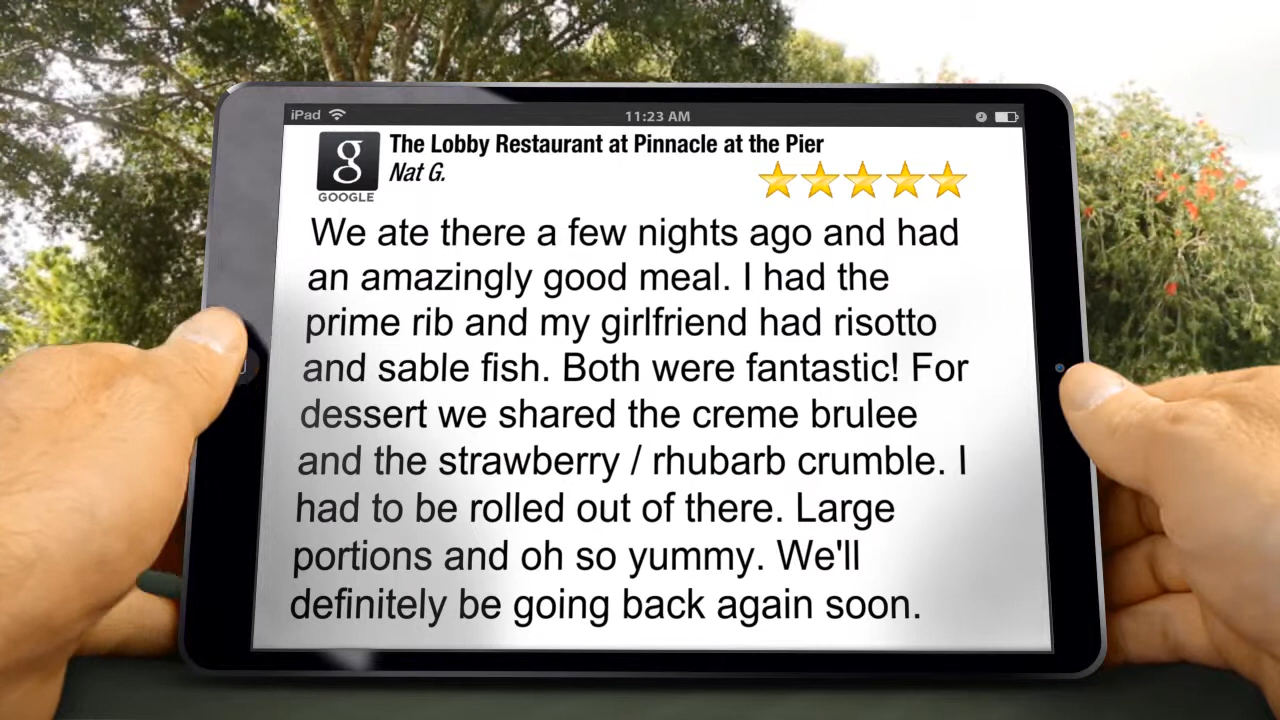 iPad
11:23 AM
g
GOOGLE
The Lobby Restaurant at Pinnacle at the Pier
Nat G.
We ate there a few nights ago and had
an amazingly good meal. I had the
prime rib and my girlfriend had risotto
and sable fish. Both were fantastic! For
dessert we shared the creme brulee
and the strawberry / rhubarb crumble. I
had to be rolled out of there. Large
portions and oh so yummy. We'll
definitely be going back again soon.